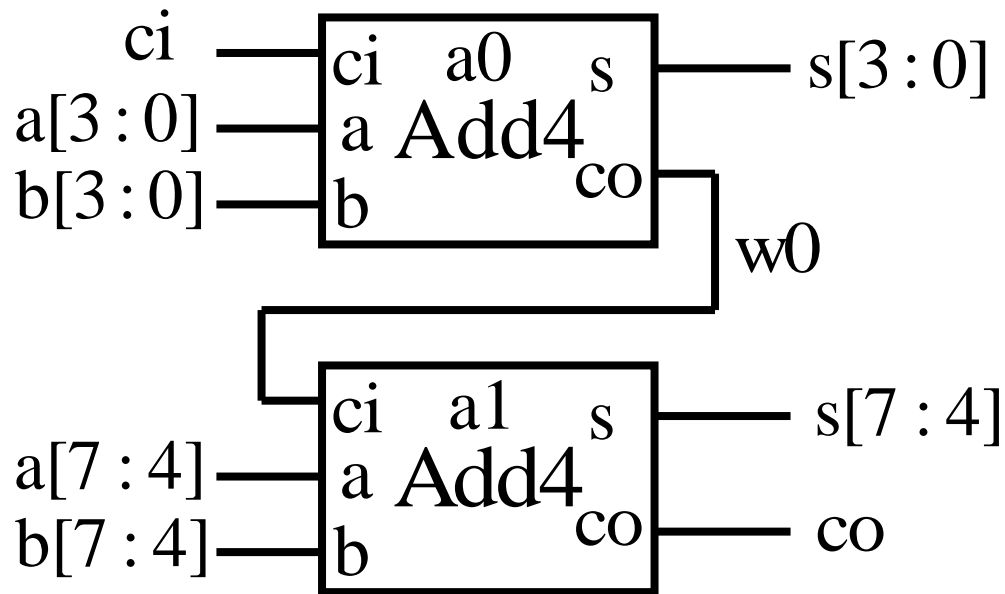 ci
a[3 : 0]
b[3 : 0]
ci
a
b
a0
Add4
s
co
s[3 : 0]
w0
a[7 : 4]
b[7 : 4]
ci
a
b
a1
Add4
s
co
s[7 : 4]
co